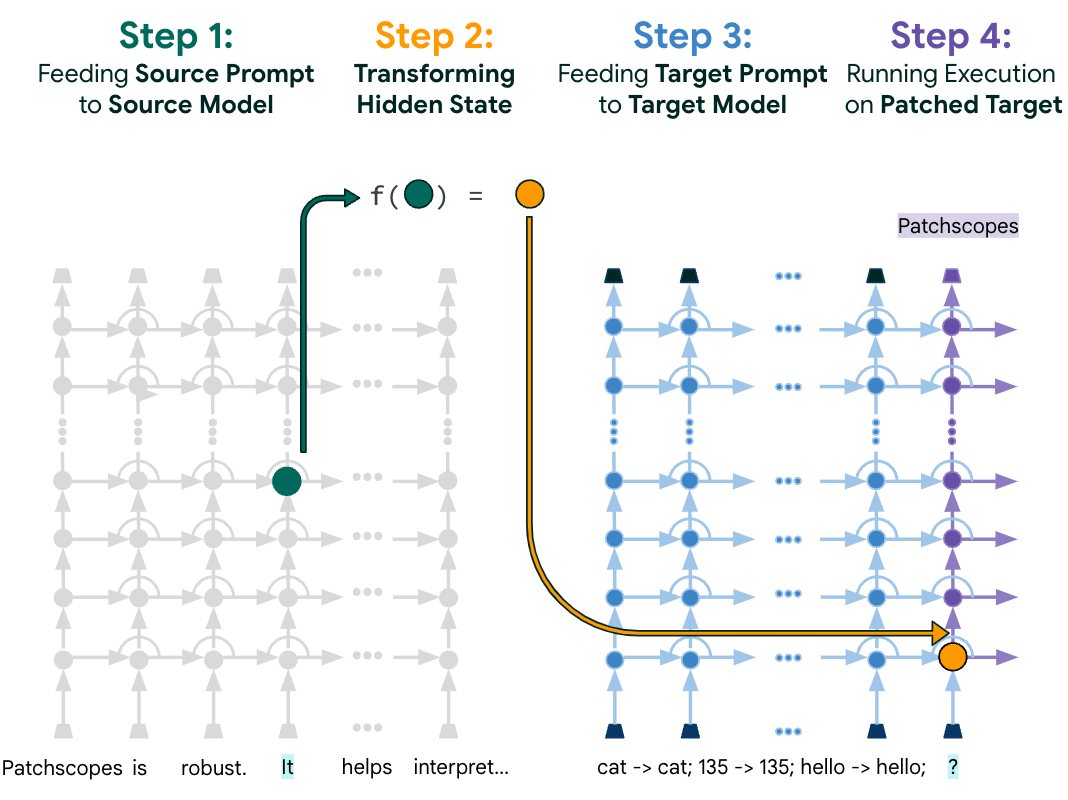 Step 1:
Feeding Source Prompt
to Source Model
Step 2:
Transforming
Hidden State
Step 3:
Feeding Target Prompt
to Target Model
Step 4:
Running Execution
on Patched Target
f( ) =
Patchscopes
Patchscopes is robust. It helps interpret...
cat -> cat; 135 -> 135; hello -> hello; ?